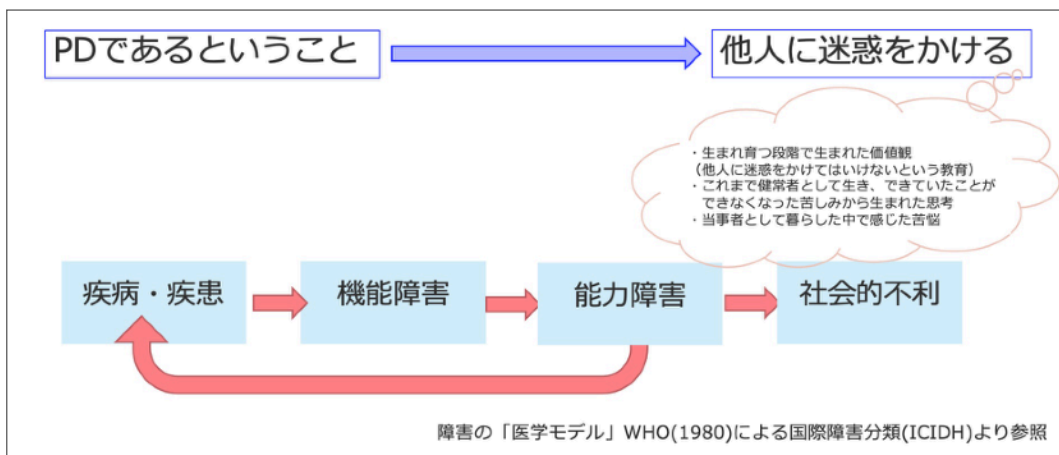 PDであるということ
他人に迷惑をかける
・生まれ育つ段階で生まれた価値観
（他人に迷惑をかけてはいけないという教育）
・これまで健常者として生き、できていたことが
できなくなった苦しみから生まれた思考
・当事者として暮らした中で感じた苦悩
疾病・疾患
機能障害
能力障害
社会的不利
障害の「医学モデル」WHO(1980)による国際障害分類(ICIDH)より参照